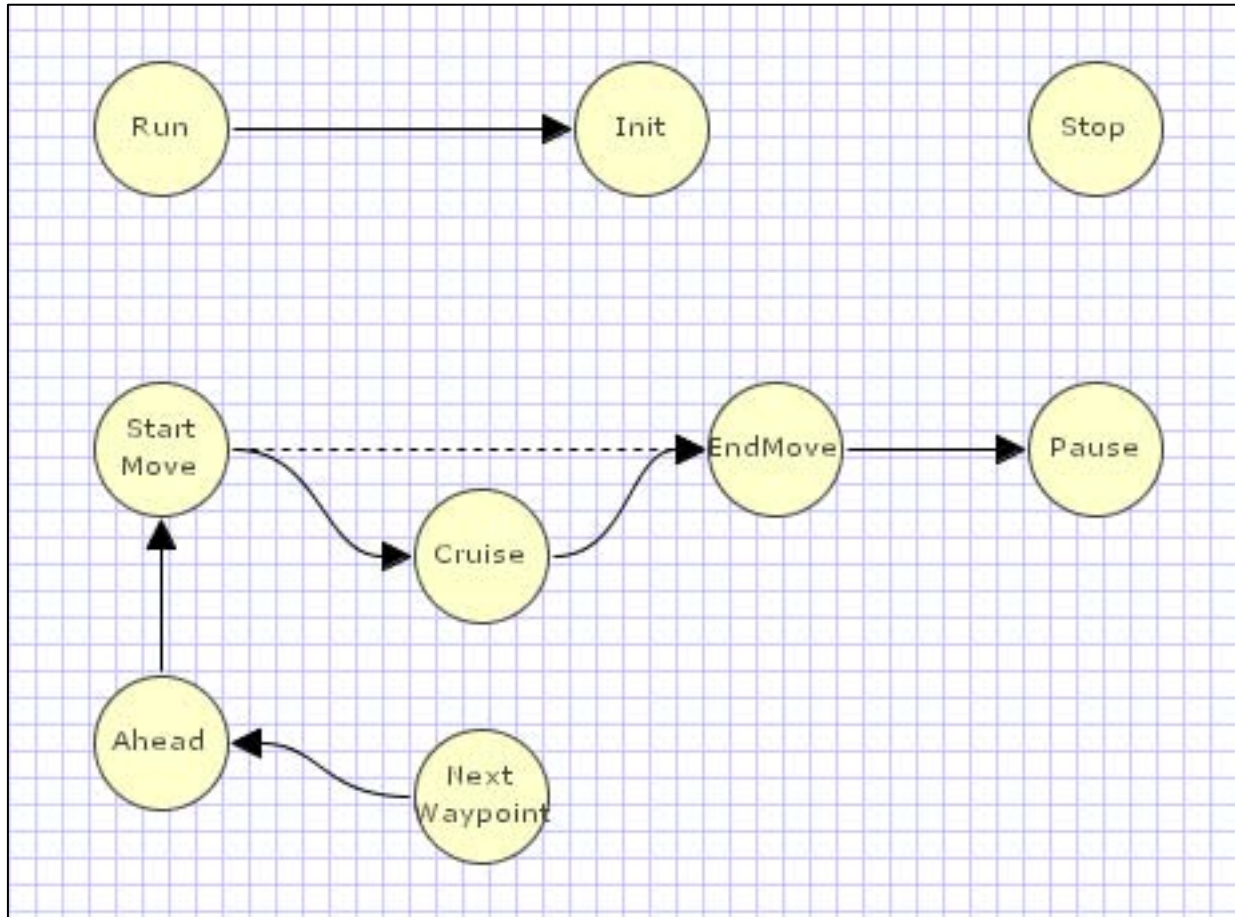 Run
Init
Stop
Start
Move
EndMove
Pause
Cruise
Ahead
Next
Waypoint